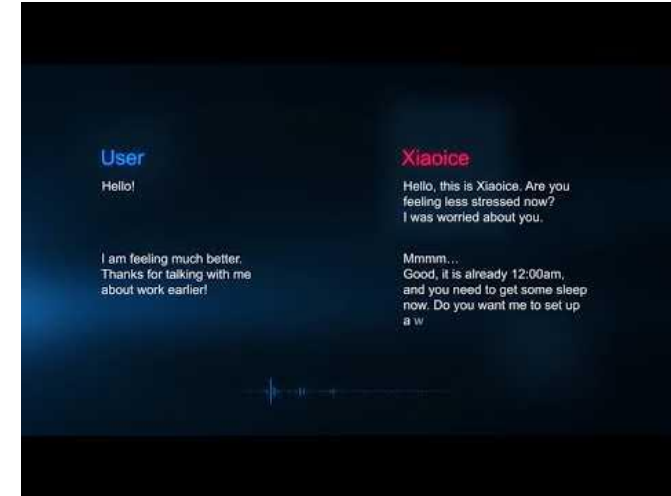 User
Hello!
I am feeling much better.
Thanks for talking with me
about work earlier!
Xiaoice
Hello, this is Xiaoice. Are you
feeling less stressed now?
I was worried about you.
Mmmm…
Good, it is already 12:00am,
and you need to get some sleep
now. Do you want me to set up
a w